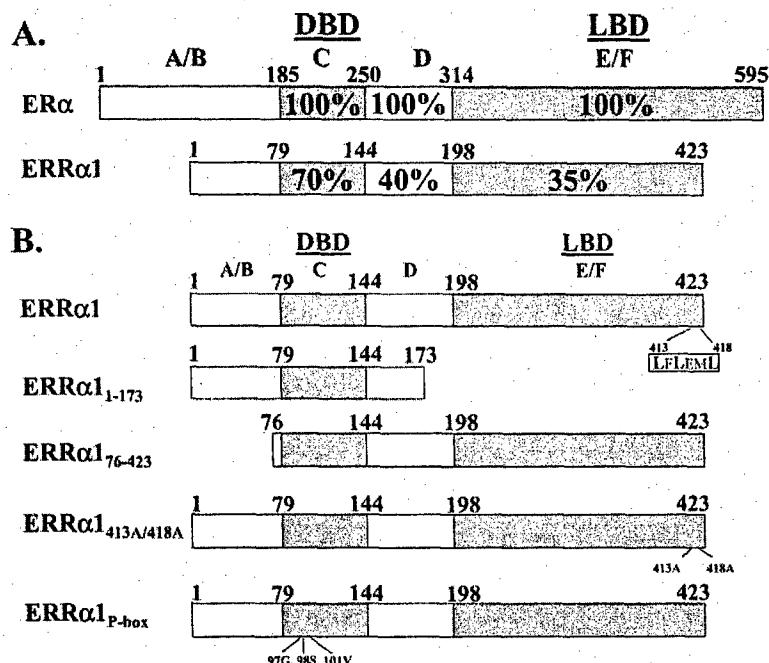 A.
DBD LBD
A/B C D E/F
1 185 250 314 595
ERα 100% 100% 100%
1 79 144 198 423
ERRα1 70% 40% 35%
B.
DBD LBD
A/B C D E/F
1 79 144 198 423
ERRα1
413 418
LFLEML
1 79 144 173
ERRα1₁₋₁₇₃
76 144 198 423
ERRα1₇₆₋₄₂₃
1 79 144 198 423
ERRα1413A/418A
413A 418A
1 79 144 198 423
ERRα1P-box
97G 98S 101V